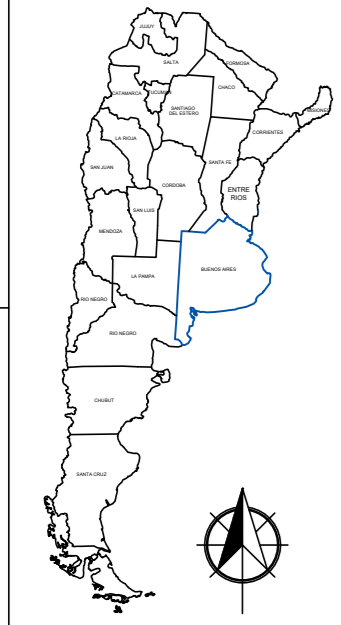 JUJUY
SALTA
FORMOSA
CHACO
CATAMARCA
TUCUMAN
SANTIAGO
DEL ESTERO
MISIONES
CORRIENTES
LA RIOJA
SANTA FE
SAN JUAN
CORDOBA
ENTRE
RIOS
SAN LUIS
MENDOZA
BUENOS AIRES
LA PAMPA
RIO NEGRO
RIO NEGRO
CHUBUT
SANTA CRUZ